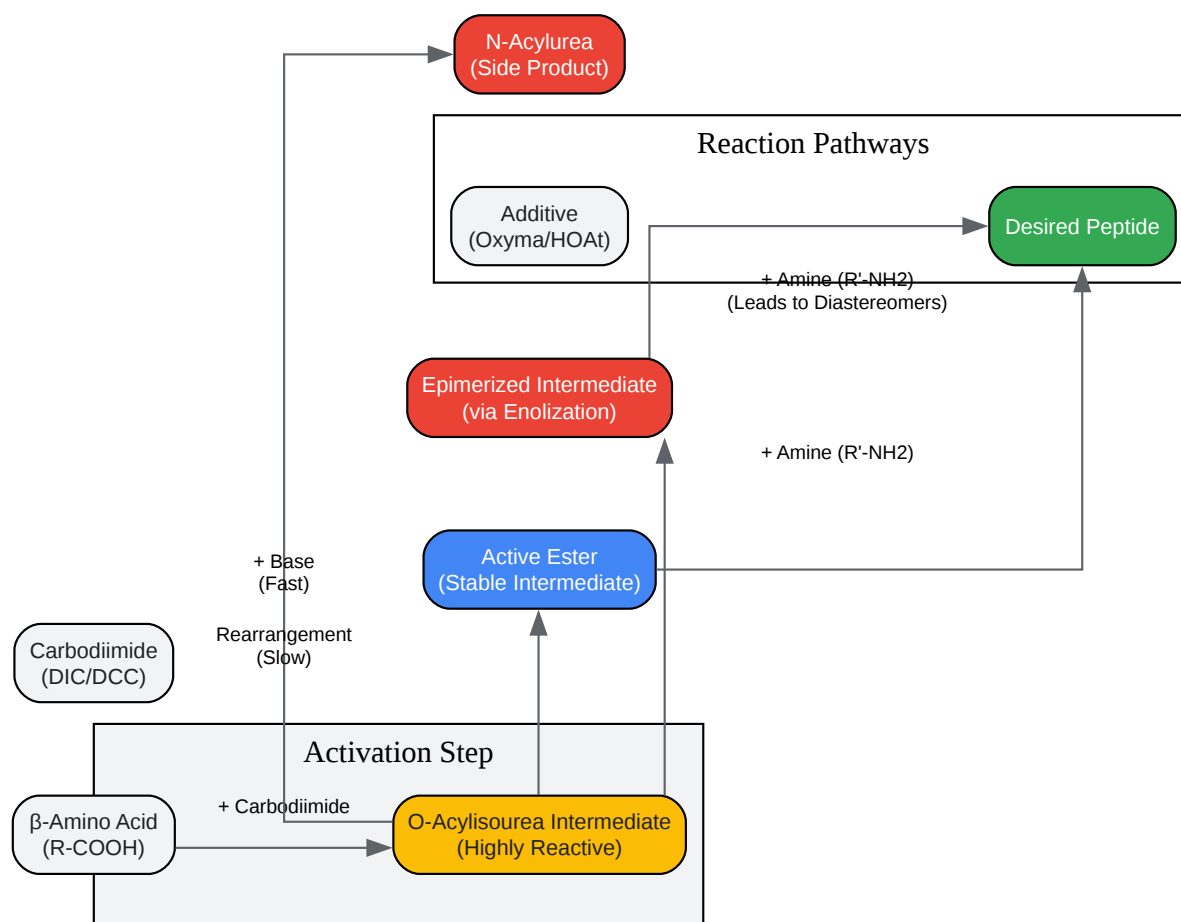 N-Acylurea
(Side Product)
Reaction Pathways
Additive
(Oxyma/HOAt)
Desired Peptide
+ Amine (R'-NH2)
(Leads to Diastereomers)
Epimerized Intermediate
(via Enolization)
+ Amine (R'-NH2)
Active Ester
(Stable Intermediate)
+ Base
(Fast)
Rearrangement
(Slow)
Carbodiimide
(DIC/DCC)
Activation Step
+ Carbodiimide
β-Amino Acid
(R-COOH)
O-Acylisourea Intermediate
(Highly Reactive)